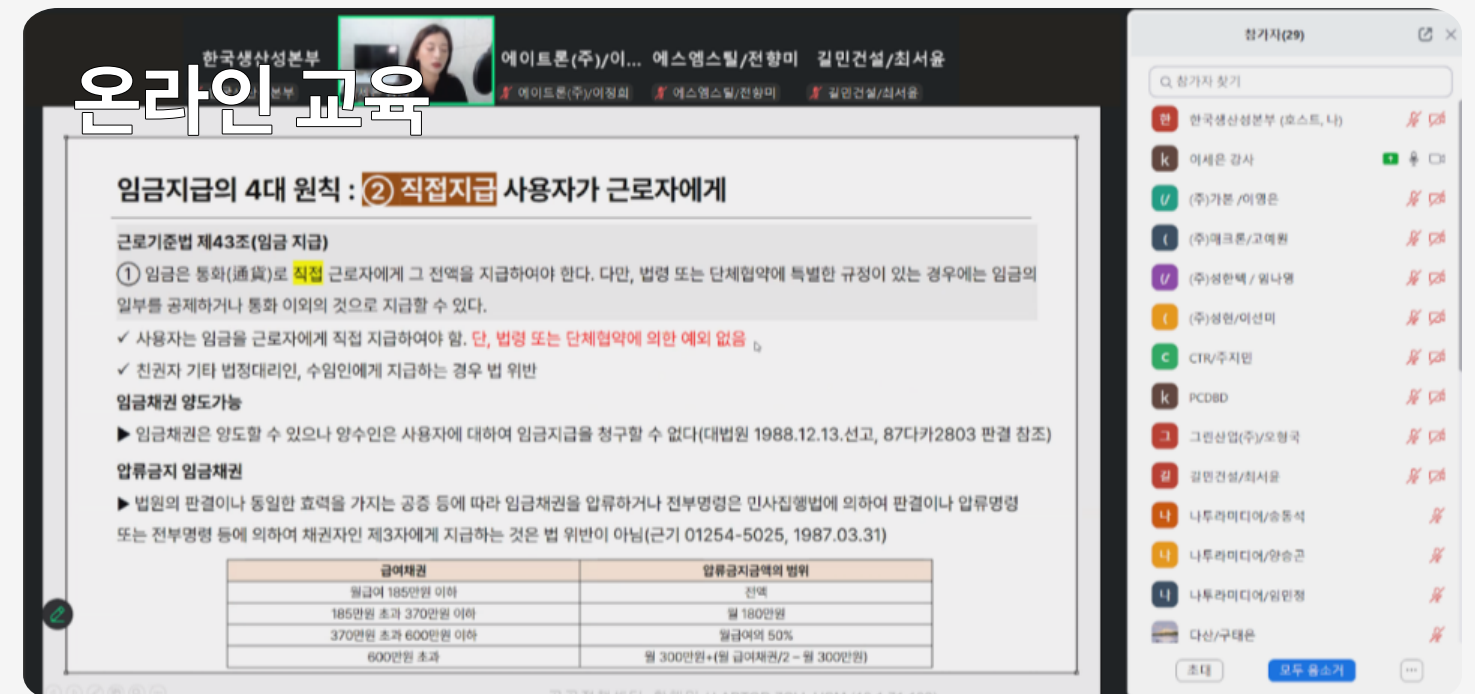 한국생산성본부
에이트론(주)/이...
에스엠스틸/전향미
길민건설/최서윤
온라인 교육
에이트론(주)/이정희
에스엠스틸/전향미
길민건설/최서윤
임금지급의 4대 원칙 : ② 직접지급 사용자가 근로자에게
근로기준법 제43조(임금 지급)
① 임금은 통화(通貨)로 직접 근로자에게 그 전액을 지급하여야 한다. 다만, 법령 또는 단체협약에 특별한 규정이 있는 경우에는 임금의
일부를 공제하거나 통화 이외의 것으로 지급할 수 있다.
✓ 사용자는 임금을 근로자에게 직접 지급하여야 함. 단, 법령 또는 단체협약에 의한 예외 없음
✓ 친권자 기타 법정대리인, 수임인에게 지급하는 경우 법 위반
임금채권 양도가능
▶ 임금채권은 양도할 수 있으나 양수인은 사용자에 대하여 임금지급을 청구할 수 없다(대법원 1988.12.13.선고, 87다카2803 판결 참조)
압류금지 임금채권
▶ 법원의 판결이나 동일한 효력을 가지는 공증 등에 따라 임금채권을 압류하거나 전부명령은 민사집행법에 의하여 판결이나 압류명령
또는 전부명령 등에 의하여 채권자인 제3자에게 지급하는 것은 법 위반이 아님(근기 01254-5025, 1987.03.31)
급여채권 압류금지금액의 범위
월급여 185만원 이하 전액
185만원 초과 370만원 이하 월 180만원
370만원 초과 600만원 이하 월급여의 50%
600만원 초과 월 300만원+(월 급여채권/2 – 월 300만원)
참가자(29)
참가자 찾기
한 한국생산성본부 (호스트, 나)
k 이세은 강사
(주)가본 /이영은
(주)매크론/고예원
(주)성한텍 / 임나영
(주)성현/이선미
C CTR/주지민
k PCDBD
그 그린산업(주)/오형국
길 길민건설/최서윤
나 나투라미디어/송동석
나 나투라미디어/양승곤
나 나투라미디어/임민정
다산/구태은
초대
모두 음소거